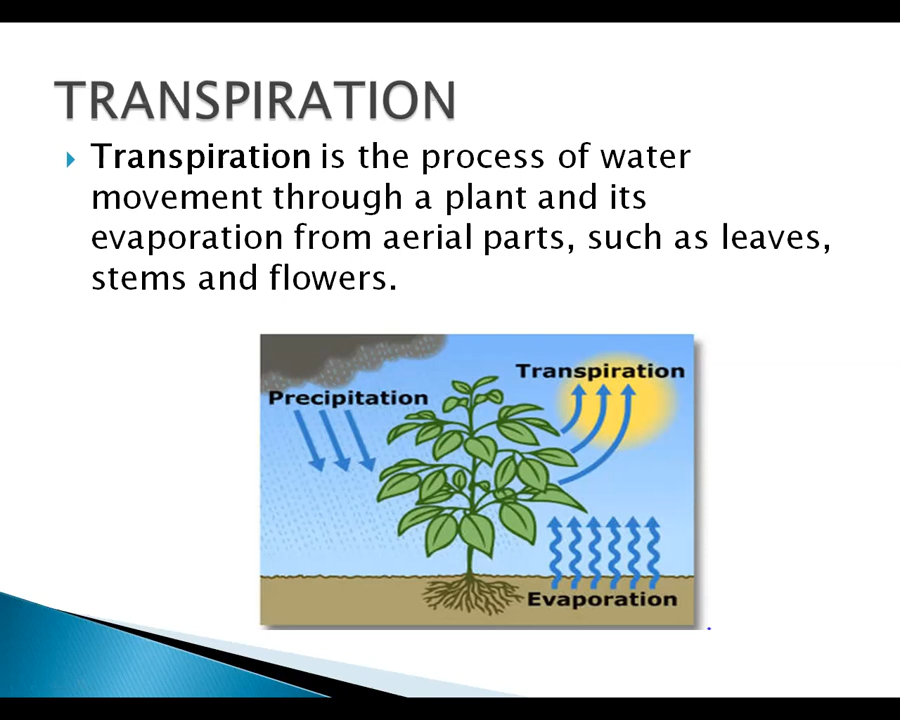 TRANSPIRATION
Transpiration is the process of water
movement through a plant and its
evaporation from aerial parts, such as leaves,
stems and flowers.
Transpiration
Precipitation
Evaporation